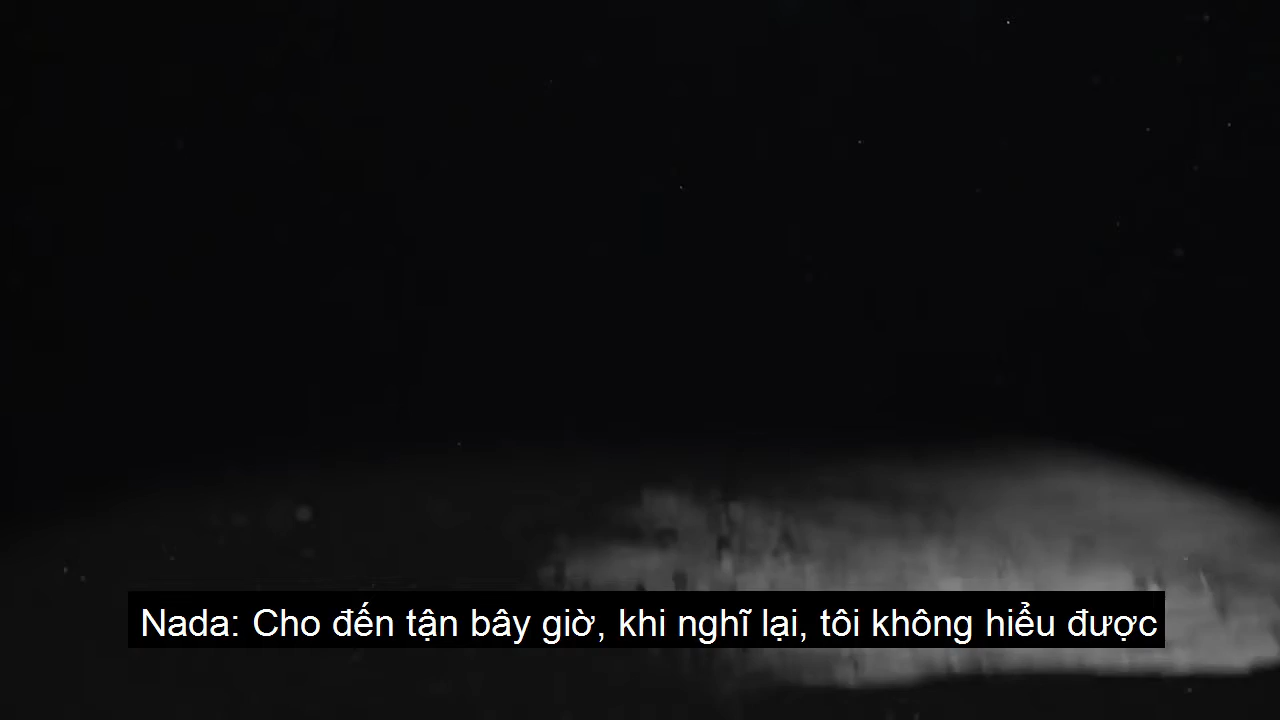 Nada: Cho đến tận bây giờ, khi nghĩ lại, tôi không hiểu được